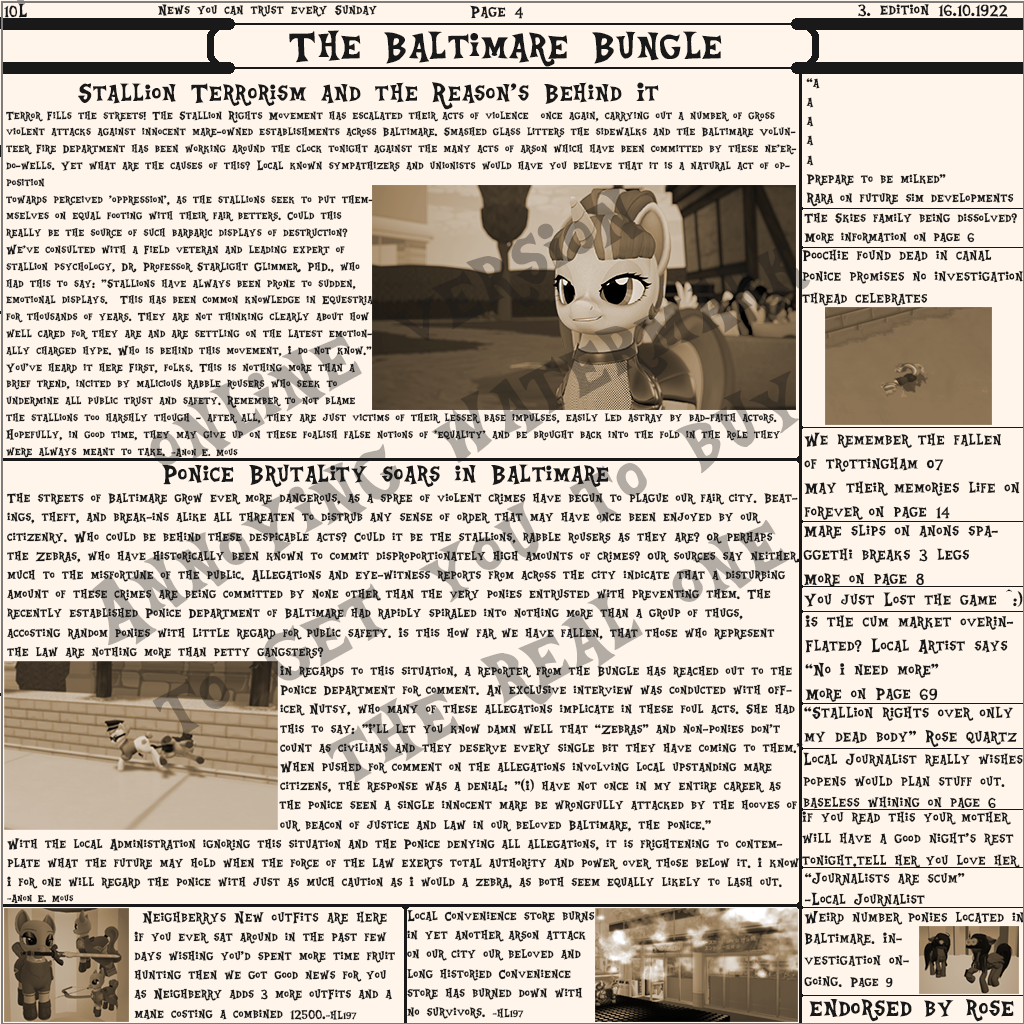 10L
News you can trust every Sunday
Page 4
3. Edition 16.10.1922
The Baltimare Bungle
Stallion Terrorism and the Reason's Behind it
Terror fills the streets! The Stallion Rights Movement has escalated their acts of violence once again, carrying out a number of gross
violent attacks against innocent mare-owned establishments across Baltimare. Smashed glass litters the sidewalks and the Baltimare volun-
teer Fire Department has been working around the clock tonight against the many acts of arson which have been committed by these ne'er-
do-wells. Yet what are the causes of this? Local known sympathizers and unionists would have you believe that it is a natural act of op-
position
towards perceived 'oppression', as the stallions seek to put them-
mselves on equal footing with their fair betters. Could this
really be the source of such barbaric displays of destruction?
We've consulted with a field veteran and leading expert of
stallion psychology, Dr. Professor Starlight Glimmer, PhD., who
had this to say: "Stallions have always been prone to sudden,
emotional displays. This has been common knowledge in Equestria
for thousands of years. They are not thinking clearly about how
well cared for they are and are settling on the latest emotion-
ally charged hype. Who is behind this movement, I do not know."
You've heard it here first, folks. This is nothing more than a
brief trend, incited by malicious rabble rousers who seek to
undermine all public trust and safety. Remember to not blame
the stallions too harshly though - after all, they are just victims of their lesser base impulses, easily led astray by bad-faith actors.
Hopefully, in good time, they may give up on these foalish false notions of 'equality' and be brought back into the fold in the role they
were always meant to take. -Anon E. Mous
Ponice Brutality soars in Baltimare
The streets of Baltimare grow ever more dangerous, as a spree of violent crimes have begun to plague our fair city. Beat-
ings, theft, and break-ins alike all threaten to distrub any sense of order that may have once been enjoyed by our
citizenry. Who could be behind these despicable acts? Could it be the stallions, rabble rousers as they are? Or perhaps
the zebras, who have historically been known to commit disproportionately high amounts of crimes? Our sources say neither,
much to the misfortune of the public. Allegations and eye-witness reports from across the city indicate that a disturbing
amount of these crimes are being committed by none other than the very ponies entrusted with preventing them. The
recently established Ponice Department of Baltimare had rapidly spiraled into nothing more than a group of thugs,
accosting random ponies with little regard for public safety. Is this how far we have fallen, that those who represent
the law are nothing more than petty gangsters?
In regards to this situation, a reporter from the Bungle has reached out to the
Ponice department for comment. An exclusive interview was conducted with Off-
icer Nutsy, who many of these allegations implicate in these foul acts. She had
this to say: "I'll let you know damn well that "zebras" and non-ponies don't
count as civilians and they deserve every single bit they have coming to them."
When pushed for comment on the allegations involving local upstanding mare
citizens, the response was a denial: "(I) have not once in my entire career as
the ponice seen a single innocent mare be wrongfully attacked by the hooves of
our beacon of justice and law in our beloved Baltimare, the Ponice."
With the Local Administration ignoring this situation and the Ponice denying all allegations, it is frightening to contem-
plate what the future may hold when the force of the law exerts total authority and power over those below it. I know
I for one will regard the Ponice with just as much caution as I would a zebra, as both seem equally likely to lash out.
-Anon E. Mous
Neighberrys New outfits are here
If you ever sat around in the past few
days wishing you'd spent more time fruit
hunting then we got good news for you
as Neighberry adds 3 more outfits and a
mane costing a combined 12500.-HL197
Local Convenience store burns
In yet another arson attack
on our city our beloved and
long historied Convenience
store has burned down with
no survivors. -HL197
"A
A
A
A
A
Prepare to be milked"
Rara on future sim developments
The Skies family being dissolved?
More information on page 6
Poochie found dead in canal
ponice promises no investigation
thread celebrates
We remember the fallen
of Trottingham 07
May their memories life on
forever on page 14
Mare slips on anons spa-
ggethi breaks 3 legs
More on page 8
You just Lost the game ^:)
Is the cum market overin-
flated? Local Artist says
"No I need more"
More on Page 69
"Stallion rights over only
my dead body" Rose quartz
Local Journalist really wishes
popens would plan stuff out.
Baseless whining on page 6
If you read this your mother
will have a good night's rest
tonight.Tell her you love her
"Journalists are scum"
-Local Journalist
Weird number ponies located in
Baltimare. In-
vestigation on-
going. Page 9
Endorsed by Rose
Online Version
Annoying Watermark
To get you to buy
the real one